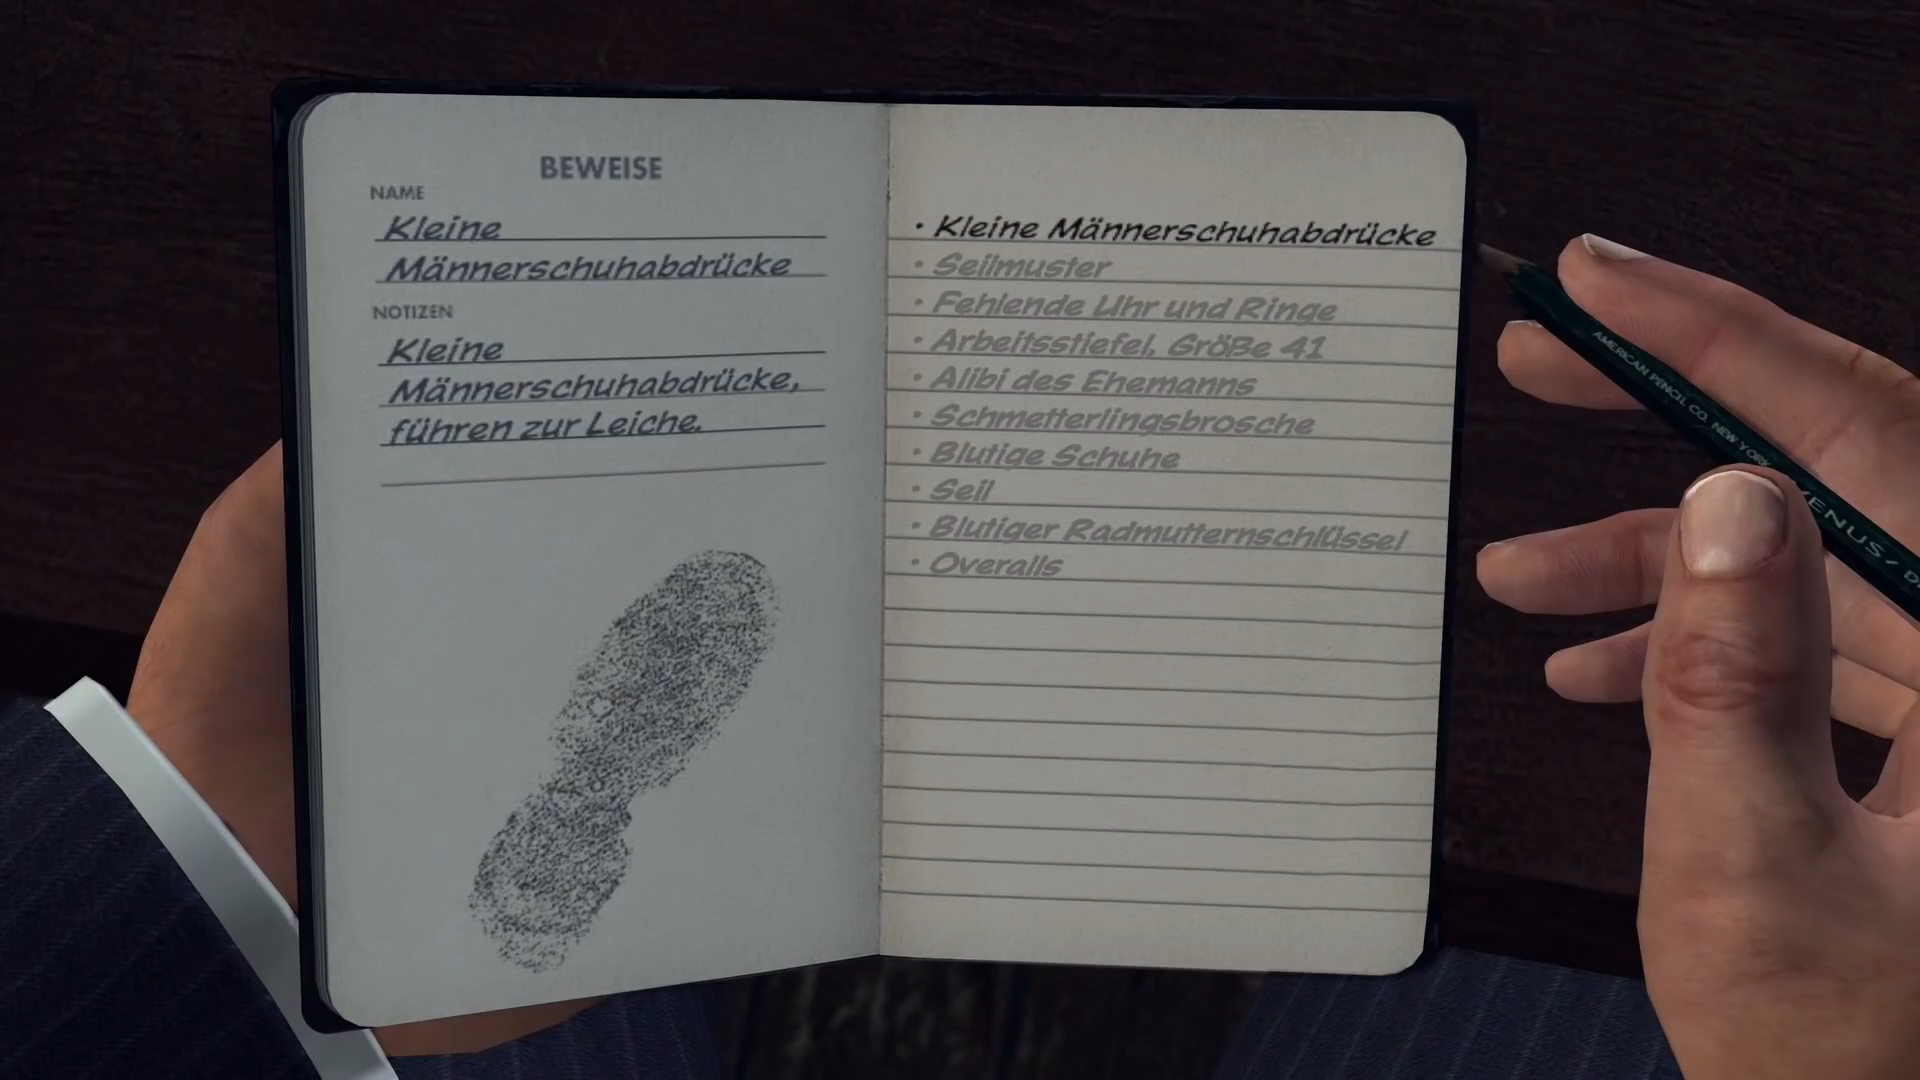 BEWEISE
NAME
Kleine
Männerschuhabdrücke
NOTIZEN
Kleine
Männerschuhabdrücke,
führen zur Leiche.
• Kleine Männerschuhabdrücke
• Seilmuster
• Fehlende Uhr und Ringe
• Arbeitsstiefel, Größe 41
• Alibi des Ehemanns
• Schmetterlingsbrosche
• Blutige Schuhe
• Seil
• Blutiger Radmutternschlüssel
• Overalls
AMERICAN PENCIL CO. NEW YORK
VENUS